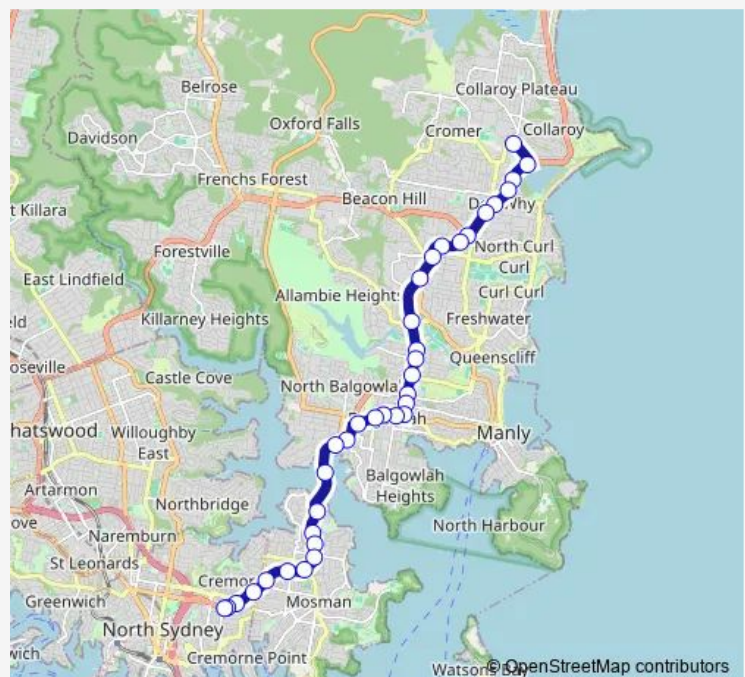 Belrose
Collaroy Plateau
Oxford Falls
Davidson
Cromer
Collaroy
Frenchs Forest
t Killara
Beacon Hill
Forestville
North Curl
Curl
East Lindfield
Allambie Heights
Curl Curl
Killarney Heights
Freshwater
Queenscliff
oseville
Castle Cove
North Balgowla
hatswood
Willoughby
East
Manly
Balgowlah
Heights
Artarmon
Northbridge
North Harbour
Naremburn
St Leonards
Cremor
Greenwich
Mosman
North Sydney
Cremorne Point
wich
Watsons Bay
© OpenStreetMap contributors